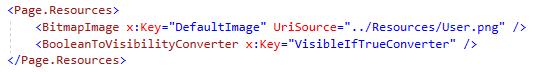 <Page.Resources>
<BitmapImage x:Key="DefaultImage" UriSource="../Resources/User.png" />
<BooleanToVisibilityConverter x:Key="VisibleIfTrueConverter" />
</Page.Resources>